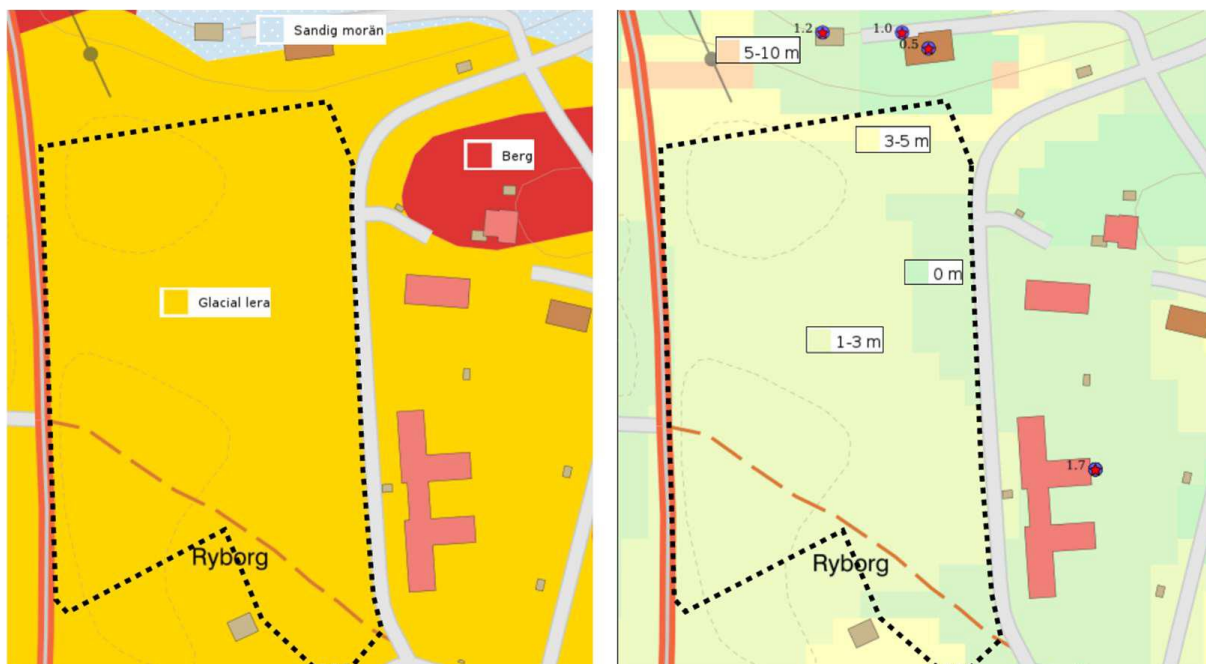 Sandig morän
Berg
Glacial lera
Ryborg
1.2
1.0
0.5
5-10 m
3-5 m
0 m
1-3 m
1.7
Ryborg